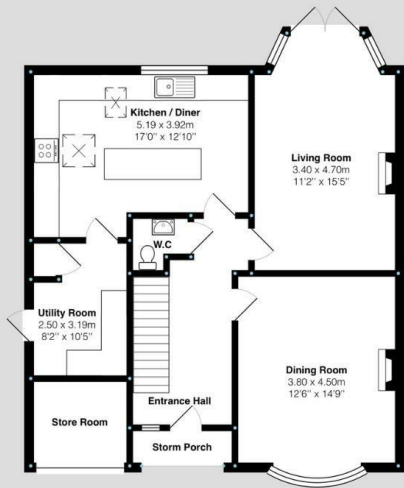 Kitchen / Diner
5.19 x 3.92m
17'0" x 12'10"
Living Room
3.40 x 4.70m
11'2" x 15'5"
W.C
Utility Room
2.50 x 3.19m
8'2" x 10'5"
Dining Room
3.80 x 4.50m
12'6" x 14'9"
Entrance Hall
Store Room
Storm Porch